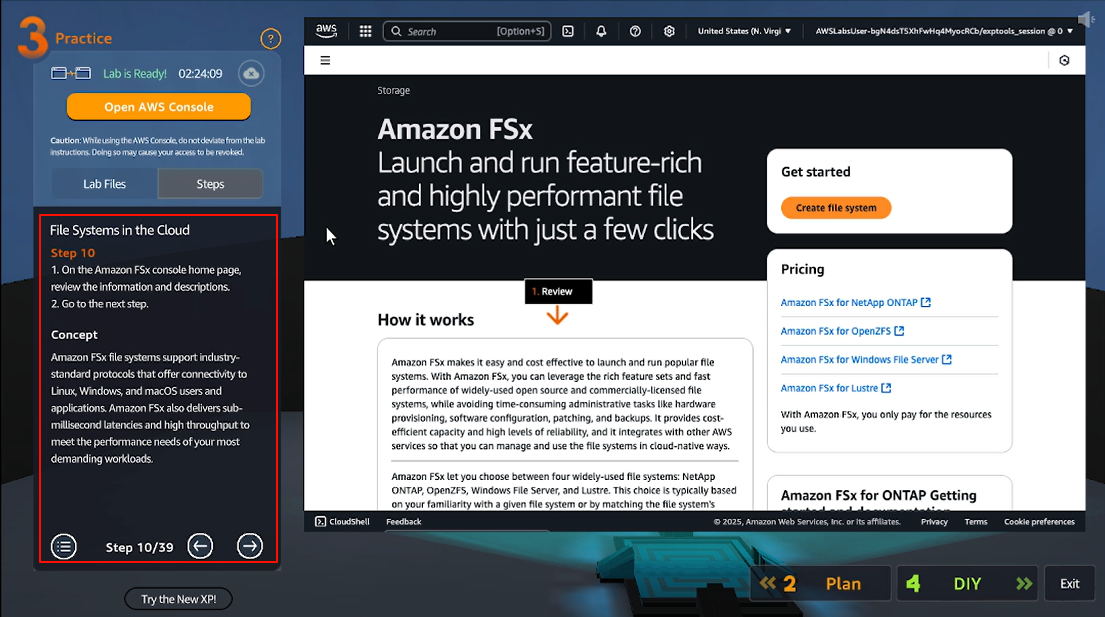 3 Practice
?
Lab is Ready! 02:24:09
Open AWS Console
Caution: While using the AWS Console, do not deviate from the lab
instructions. Doing so may cause your access to be revoked.
Lab Files
Steps
File Systems in the Cloud
Step 10
1. On the Amazon FSx console home page,
review the information and descriptions.
2. Go to the next step.
Concept
Amazon FSx file systems support industry-
standard protocols that offer connectivity to
Linux, Windows, and macOS users and
applications. Amazon FSx also delivers sub-
millisecond latencies and high throughput to
meet the performance needs of your most
demanding workloads.
Step 10/39
Try the New XP!
aws
Search
[Option+S]
United States (N. Virgi
AWSLabsUser-bgN4dsT5XhFwHq4MyocRCb/exptools_session @ 0
Storage
Amazon FSx
Launch and run feature-rich
and highly performant file
systems with just a few clicks
Get started
Create file system
1. Review
How it works
Amazon FSx makes it easy and cost effective to launch and run popular file
systems. With Amazon FSx, you can leverage the rich feature sets and fast
performance of widely-used open source and commercially-licensed file
systems, while avoiding time-consuming administrative tasks like hardware
provisioning, software configuration, patching, and backups. It provides cost-
efficient capacity and high levels of reliability, and it integrates with other AWS
services so that you can manage and use the file systems in cloud-native ways.
Amazon FSx let you choose between four widely-used file systems: NetApp
ONTAP, OpenZFS, Windows File Server, and Lustre. This choice is typically based
on your familiarity with a given file system or by matching the file system's
Pricing
Amazon FSx for NetApp ONTAP
Amazon FSx for OpenZFS
Amazon FSx for Windows File Server
Amazon FSx for Lustre
With Amazon FSx, you only pay for the resources
you use.
Amazon FSx for ONTAP Getting
started and documentation
CloudShell
Feedback
© 2025, Amazon Web Services, Inc. or its affiliates.
Privacy
Terms
Cookie preferences
2 Plan
4 DIY
Exit